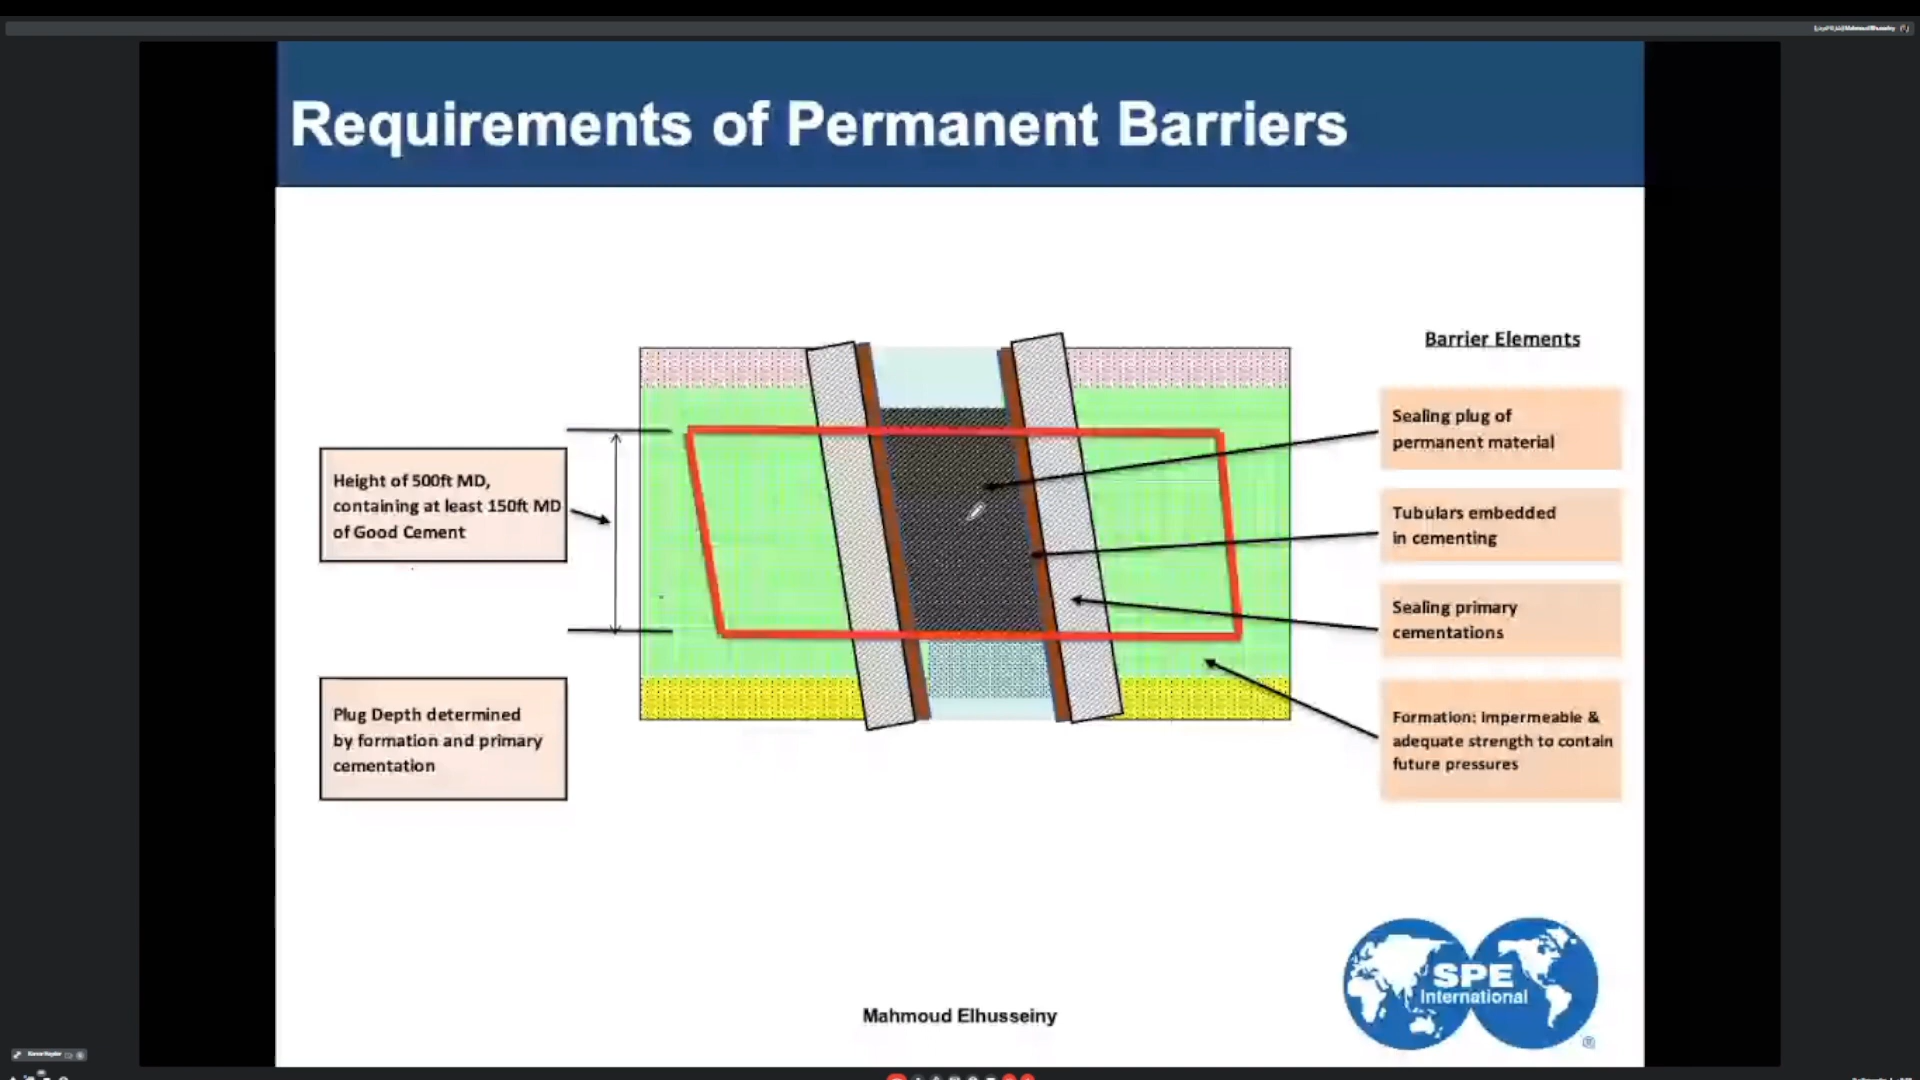 Requirements of Permanent Barriers
Barrier Elements
Height of 500ft MD,
containing at least 150ft MD
of Good Cement
Plug Depth determined
by formation and primary
cementation
Sealing plug of
permanent material
Tubulars embedded
in cementing
Sealing primary
cementations
Formation: Impermeable &
adequate strength to contain
future pressures
SPE
International
®
Mahmoud Elhusseiny